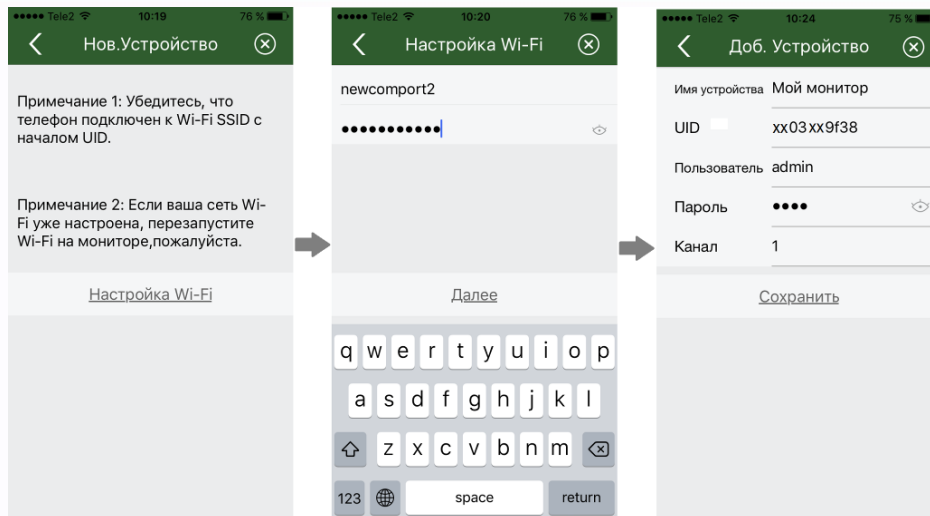 Tele2 10:19 76 %
Нов.Устройство
Примечание 1: Убедитесь, что
телефон подключен к Wi-Fi SSID с
началом UID.
Примечание 2: Если ваша сеть Wi-
Fi уже настроена, перезапустите
Wi-Fi на мониторе,пожалуйста.
Настройка Wi-Fi
Tele2 10:20 76 %
Настройка Wi-Fi
newcomport2
•••••••••••
Далее
q w e r t y u i o p
a s d f g h j k l
z x c v b n m
123 space return
Tele2 10:24 75 %
Доб. Устройство
Имя устройства Мой монитор
UID xx03xx9f38
Пользователь admin
Пароль ••••
Канал 1
Сохранить